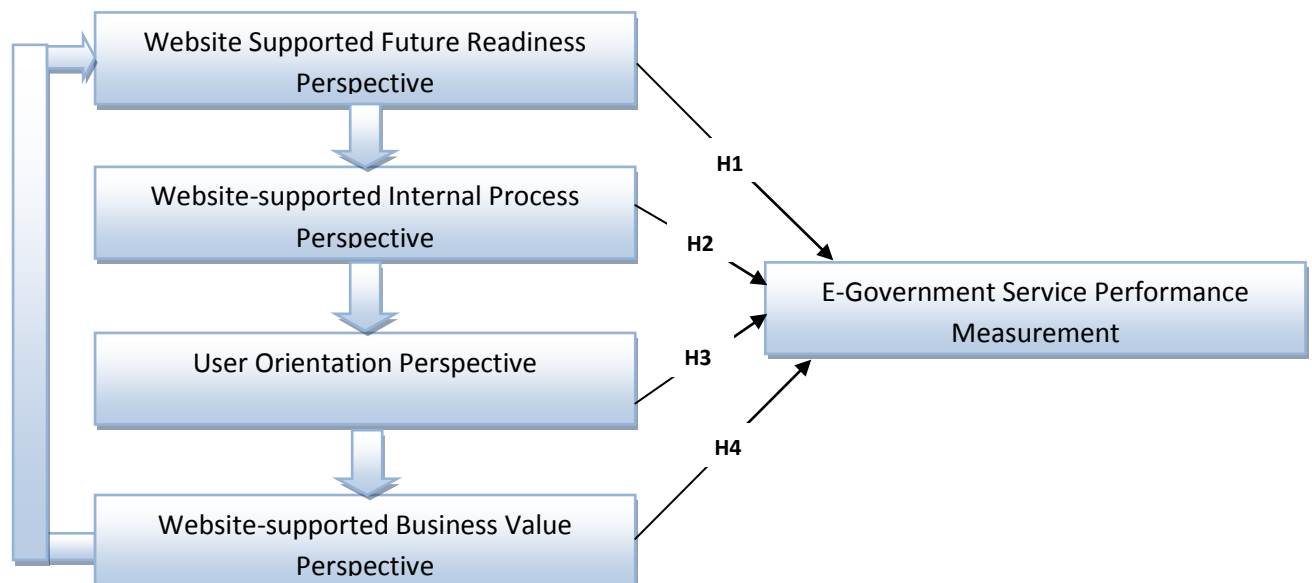 Website Supported Future Readiness
Perspective
H1
Website-supported Internal Process
Perspective
H2
E-Government Service Performance
Measurement
User Orientation Perspective
H3
H4
Website-supported Business Value
Perspective